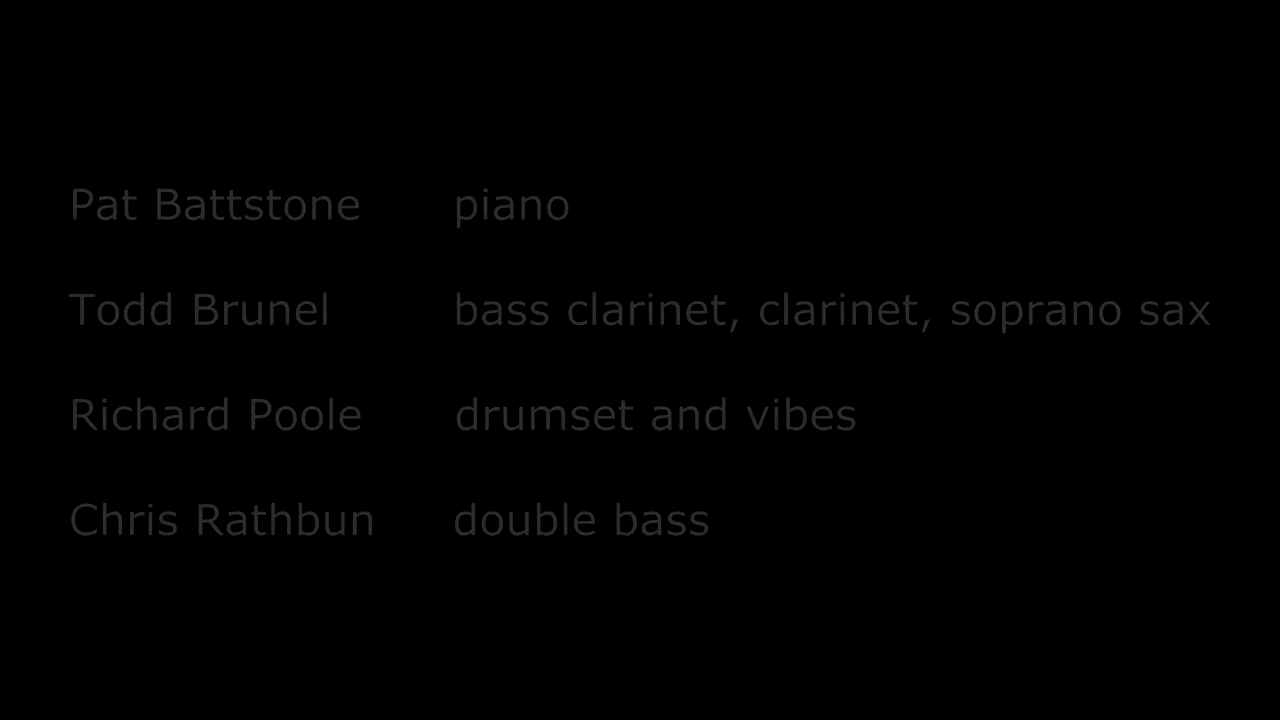 Pat Battstone piano
Todd Brunel bass clarinet, clarinet, soprano sax
Richard Poole drumset and vibes
Chris Rathbun double bass